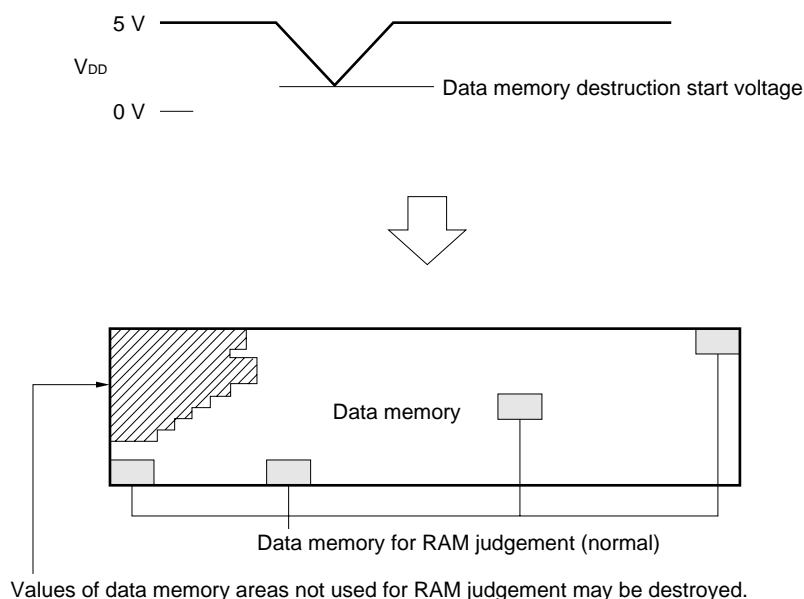 5 V
VDD
Data memory destruction start voltage
0 V
Data memory
Data memory for RAM judgement (normal)
Values of data memory areas not used for RAM judgement may be destroyed.